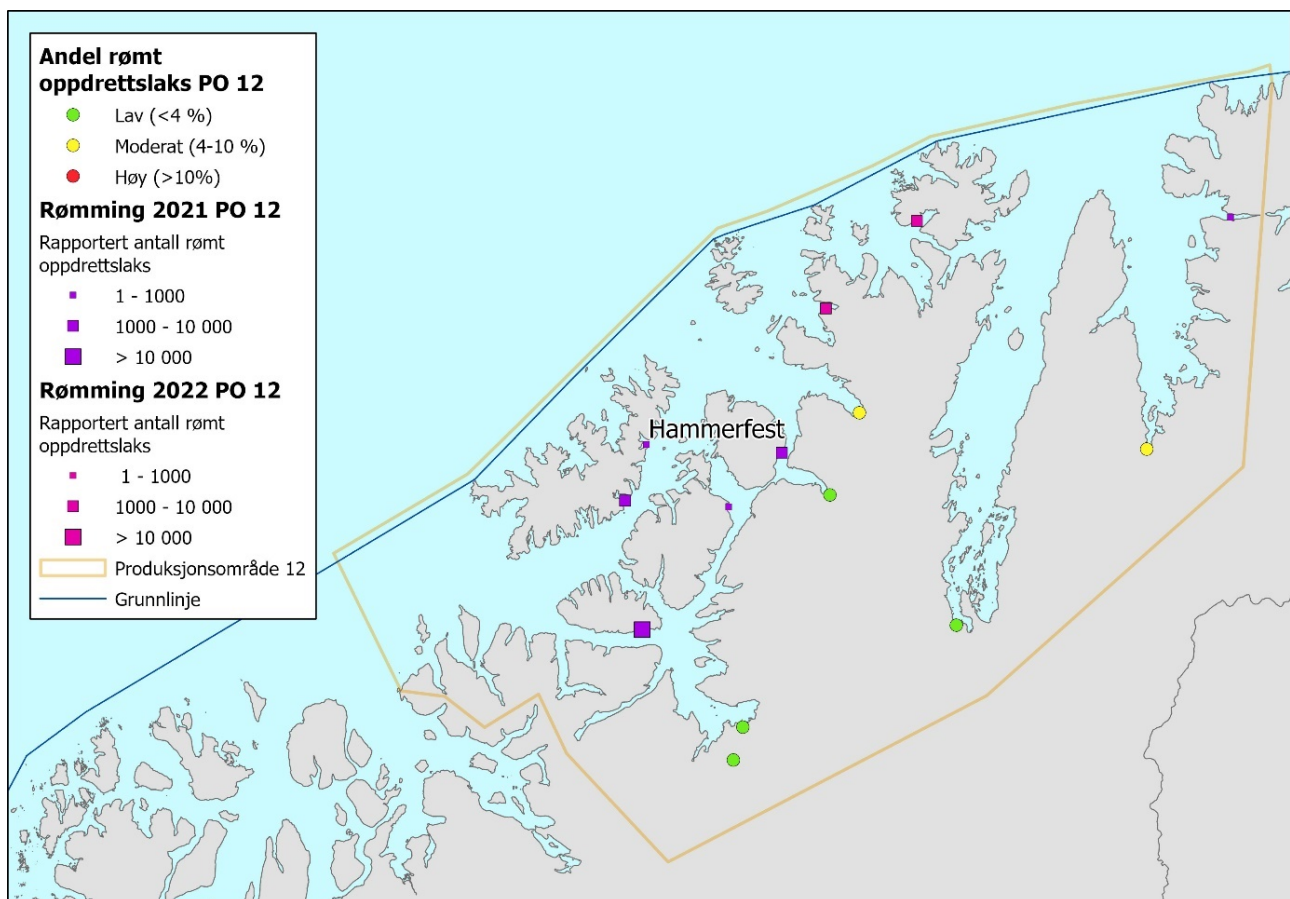 Andel rømt
oppdrettslaks PO 12
Lav (<4 %)
Moderat (4-10 %)
Høy (>10%)
Rømming 2021 PO 12
Rapportert antall rømt
oppdrettslaks
1 - 1000
1000 - 10 000
> 10 000
Rømming 2022 PO 12
Rapportert antall rømt
oppdrettslaks
1 - 1000
1000 - 10 000
> 10 000
Produksjonsområde 12
Grunnlinje
Hammerfest